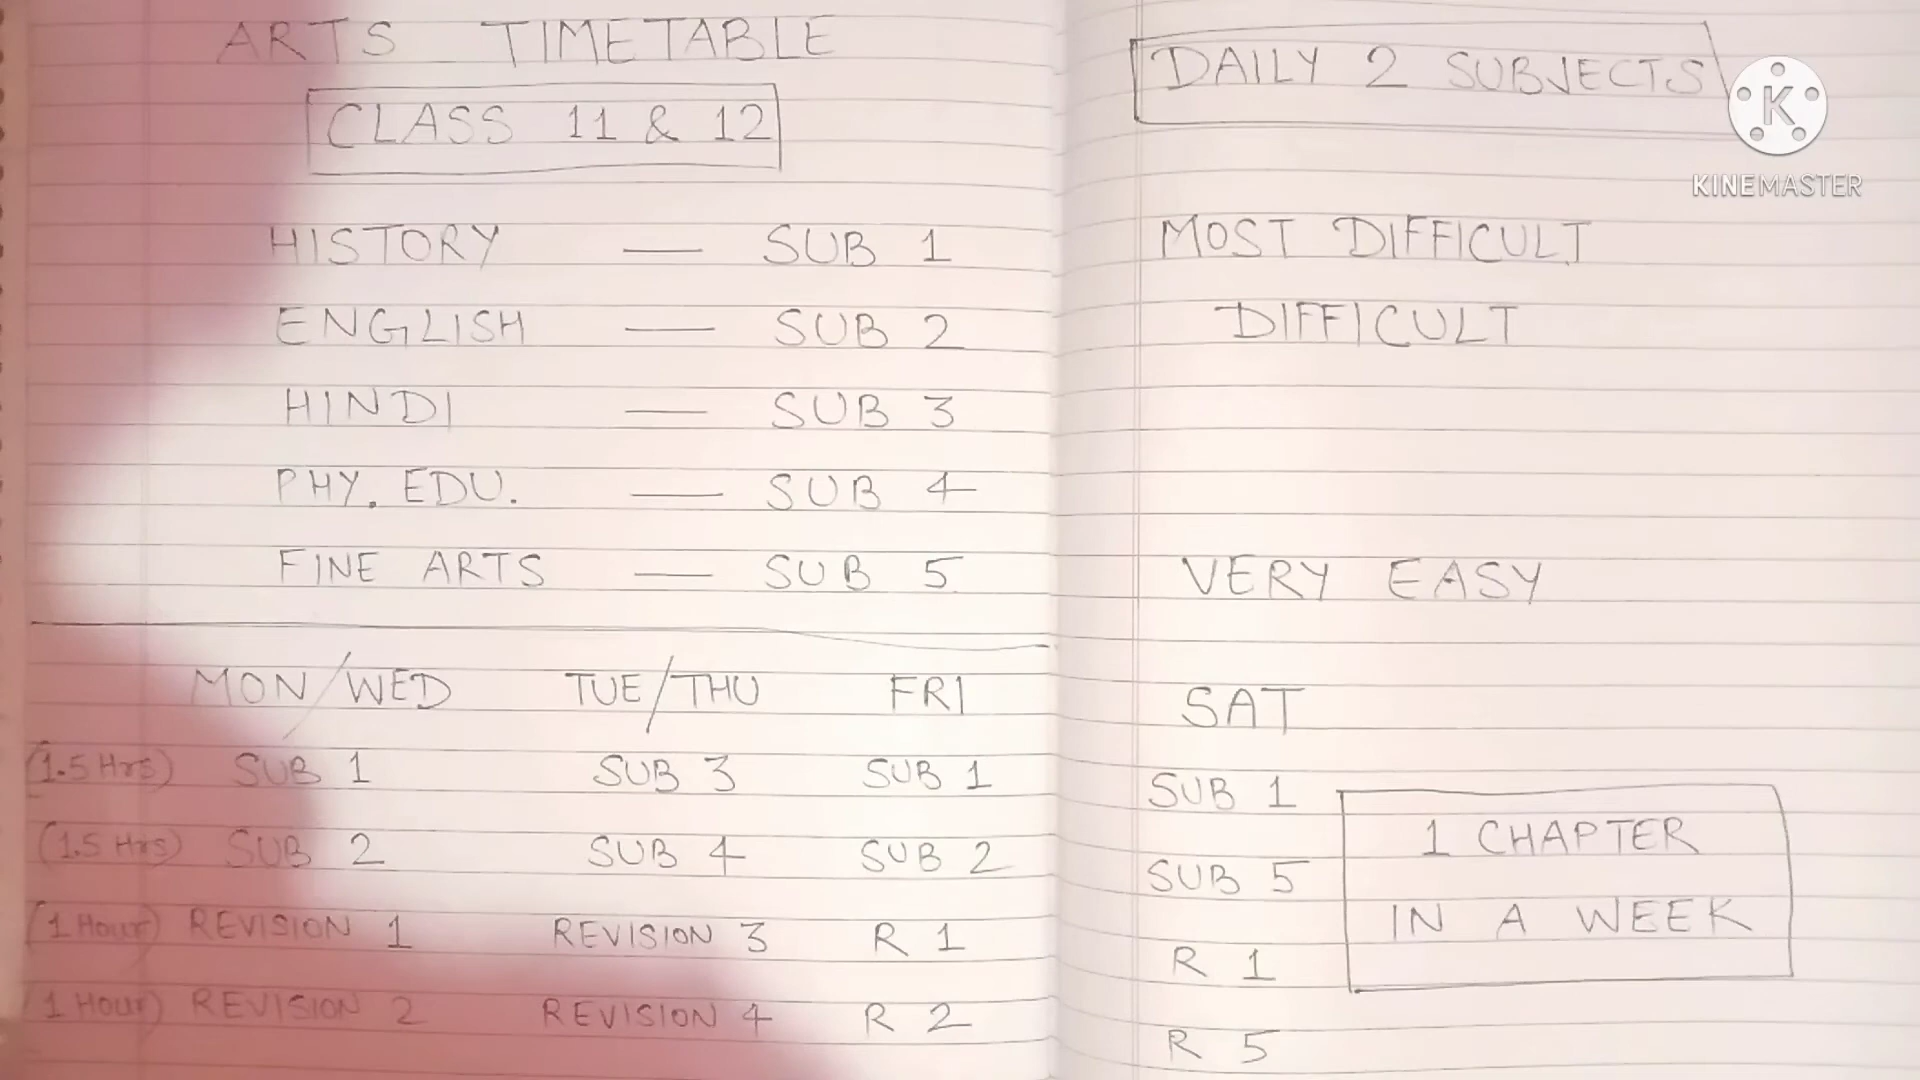 ARTS TIMETABLE
CLASS 11 & 12
HISTORY — SUB 1
ENGLISH — SUB 2
HINDI — SUB 3
PHY. EDU. — SUB 4
FINE ARTS — SUB 5
MON/WED TUE/THU FRI
(1.5 Hrs) SUB 1 SUB 3 SUB 1
(1.5 Hrs) SUB 2 SUB 4 SUB 2
(1 Hour) REVISION 1 REVISION 3 R 1
(1 Hour) REVISION 2 REVISION 4 R 2
DAILY 2 SUBJECTS
K
KINEMASTER
MOST DIFFICULT
DIFFICULT
VERY EASY
SAT
SUB 1
SUB 5
R 1
R 5
1 CHAPTER
IN A WEEK